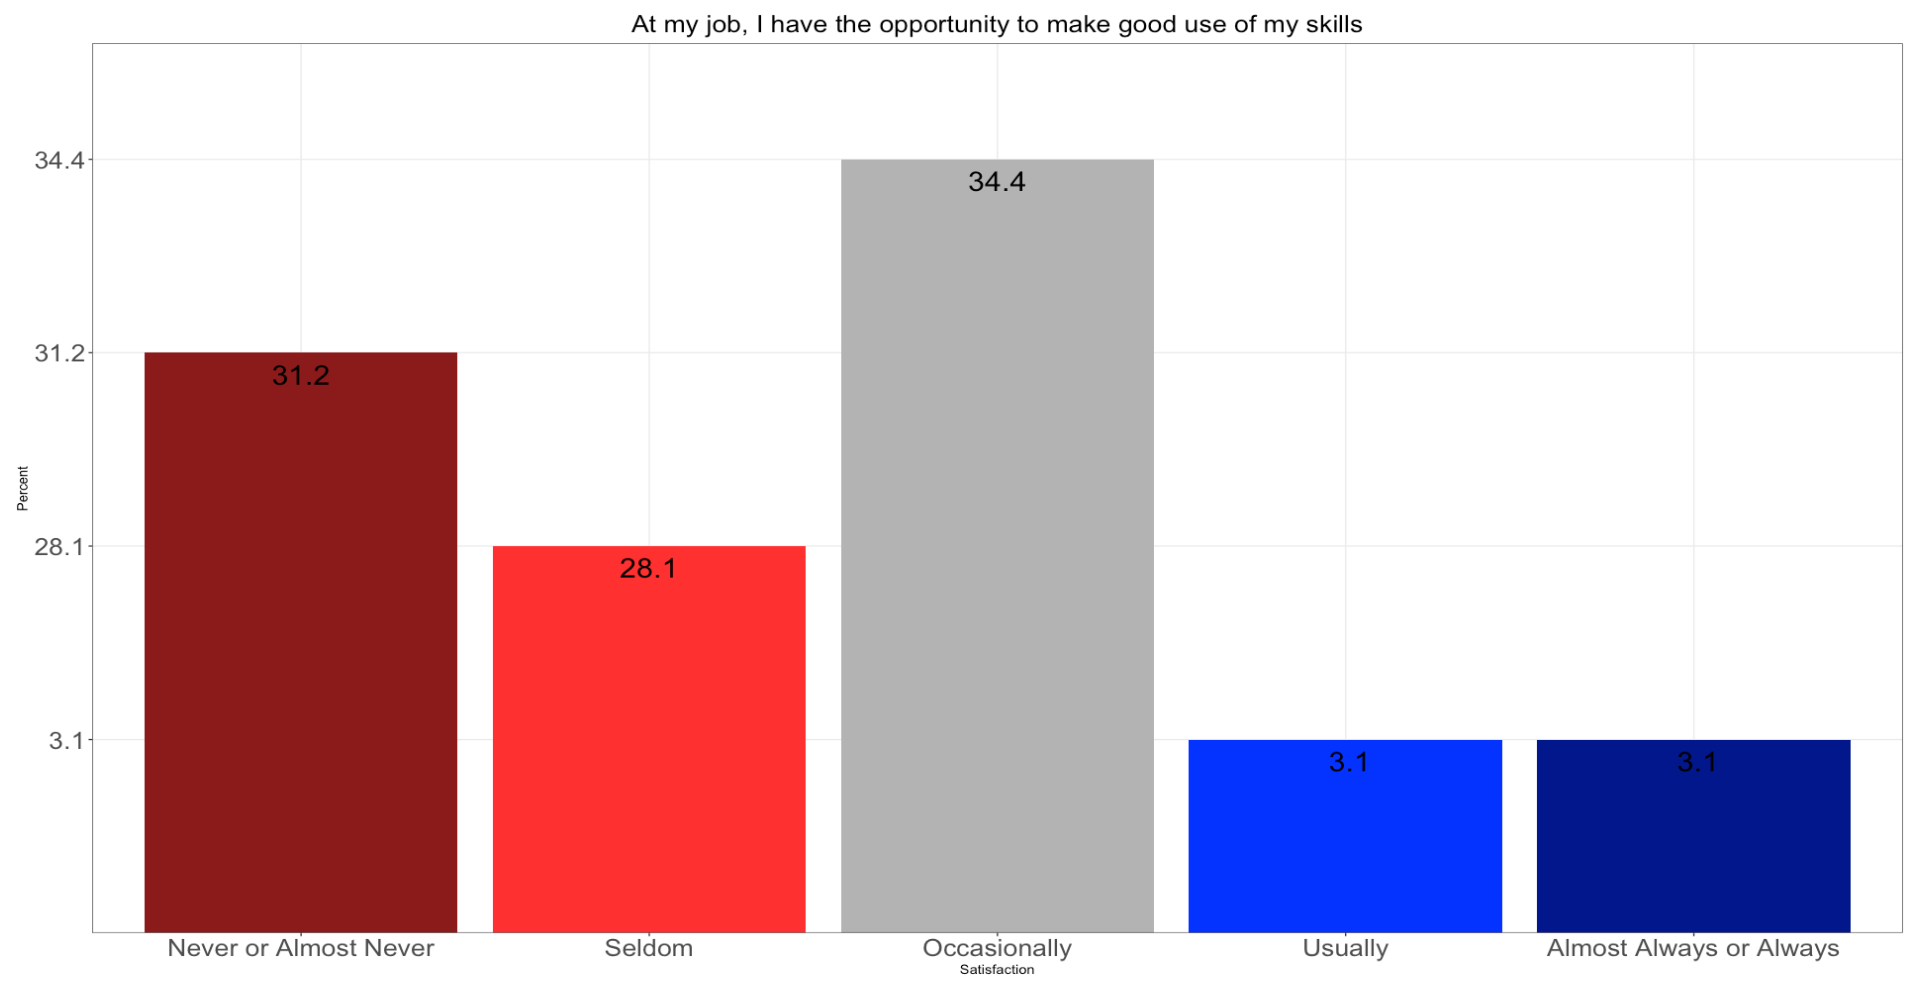 At my job, I have the opportunity to make good use of my skills
34.4
34.4
31.2
31.2
Percent
28.1
28.1
3.1
3.1
3.1
Never or Almost Never
Seldom
Occasionally
Usually
Almost Always or Always
Satisfaction